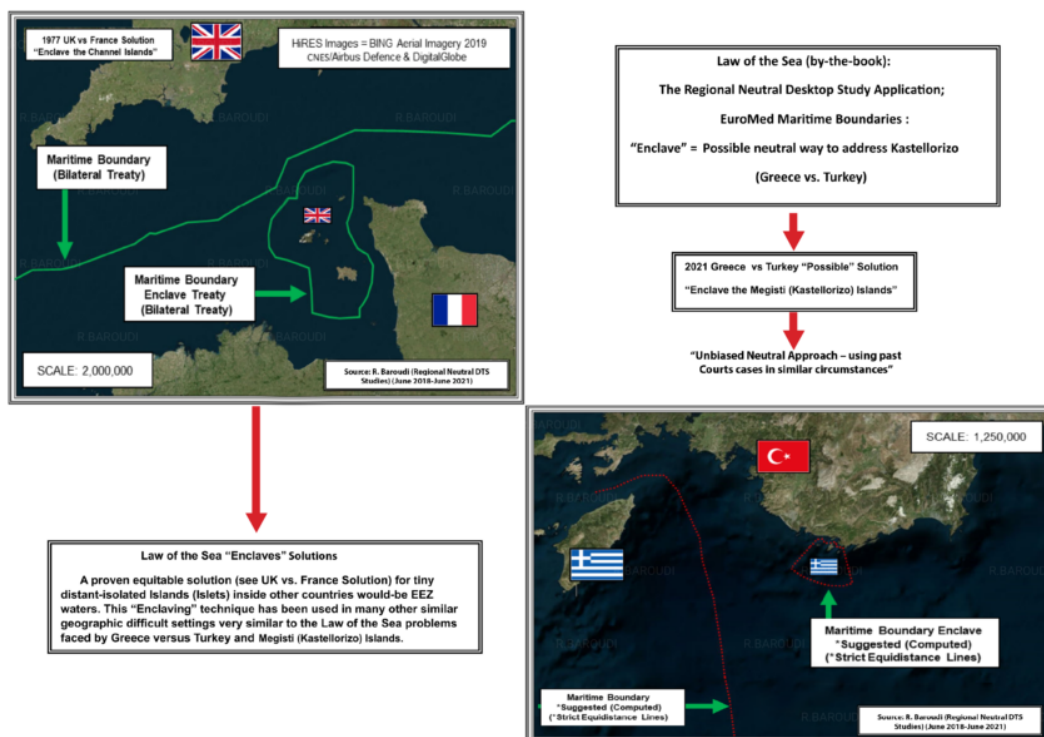 1977 UK vs France Solution
“Enclave the Channel Islands”
HiRES Images = BING Aerial Imagery 2019
CNES/Airbus Defence & DigitalGlobe
R.BAROUDI
Maritime Boundary
(Bilateral Treaty)
R.BAROUDI
R.BAROUDI
Maritime Boundary
Enclave Treaty
(Bilateral Treaty)
R.BAROUDI
R.BAROUDI
SCALE: 2,000,000
Source: R. Baroudi (Regional Neutral DTS
Studies) (June 2018-June 2021)
Law of the Sea (by-the-book):
The Regional Neutral Desktop Study Application;
EuroMed Maritime Boundaries :
“Enclave” = Possible neutral way to address Kastellorizo
(Greece vs. Turkey)
2021 Greece vs Turkey “Possible” Solution
“Enclave the Megisti (Kastellorizo) Islands”
“Unbiased Neutral Approach – using past
Courts cases in similar circumstances”
Law of the Sea “Enclaves” Solutions
A proven equitable solution (see UK vs. France Solution) for tiny
distant-isolated Islands (Islets) inside other countries would-be EEZ
waters. This “Enclaving” technique has been used in many other similar
geographic difficult settings very similar to the Law of the Sea problems
faced by Greece versus Turkey and Megisti (Kastellorizo) Islands.
SCALE: 1,250,000
R.BAROUDI
R.BAROUDI
Maritime Boundary Enclave
*Suggested (Computed)
(*Strict Equidistance Lines)
Maritime Boundary
*Suggested (Computed)
(*Strict Equidistance Lines)
Source: R. Baroudi (Regional Neutral DTS
Studies) (June 2018-June 2021)